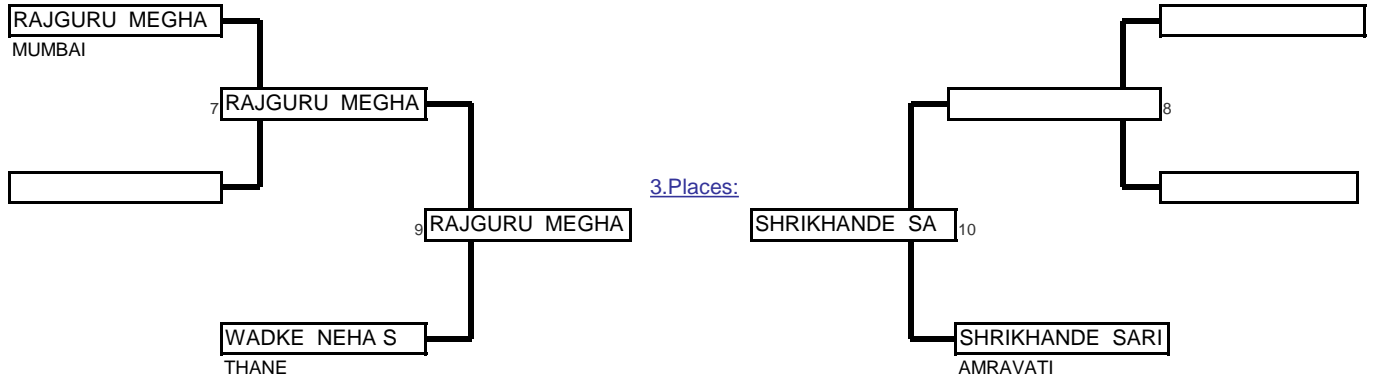 RAJGURU MEGHA
MUMBAI
7 RAJGURU MEGHA
8
3.Places:
9 RAJGURU MEGHA
SHRIKHANDE SA 10
WADKE NEHA S
THANE
SHRIKHANDE SARI
AMRAVATI